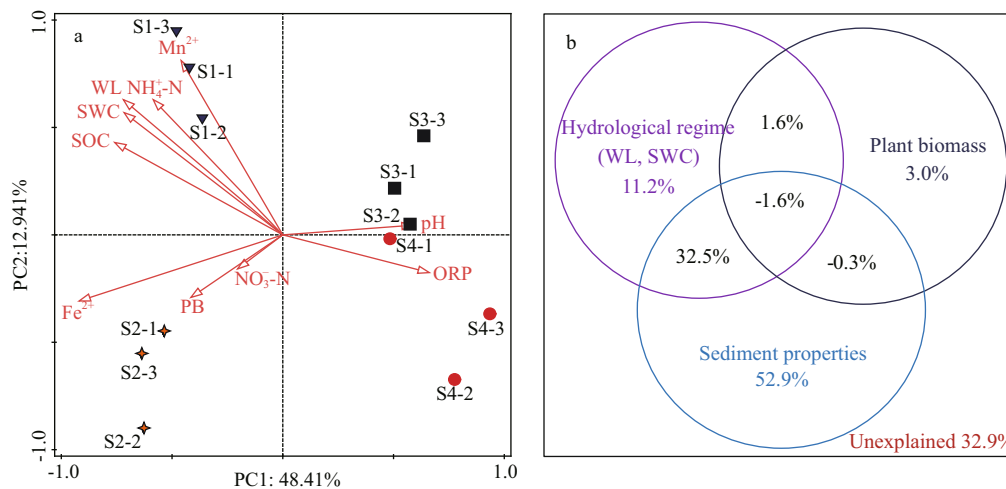 1.0
a
S1-3
Mn²⁺
S1-1
WL NH₄⁺-N
SWC
S1-2
SOC
S3-3
S3-1
S3-2
pH
S4-1
NO₃⁻-N
ORP
Fe²⁺
PB
S2-1
S4-3
S2-3
S4-2
S2-2
-1.0
-1.0
1.0
PC1: 48.41%
PC2:12.941%
b
Hydrological regime
(WL, SWC)
11.2%
1.6%
Plant biomass
3.0%
-1.6%
32.5%
-0.3%
Sediment properties
52.9%
Unexplained 32.9%